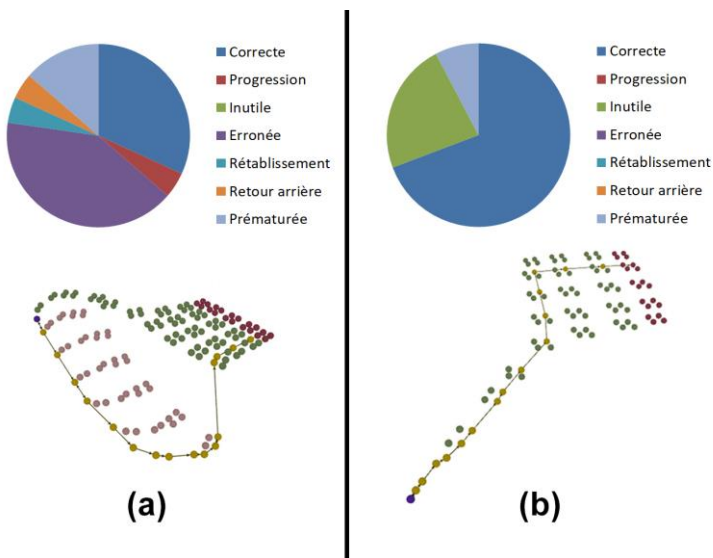 Correcte
Progression
Inutile
Erronée
Rétablissement
Retour arrière
Prématurée
(a)
Correcte
Progression
Inutile
Erronée
Rétablissement
Retour arrière
Prématurée
(b)